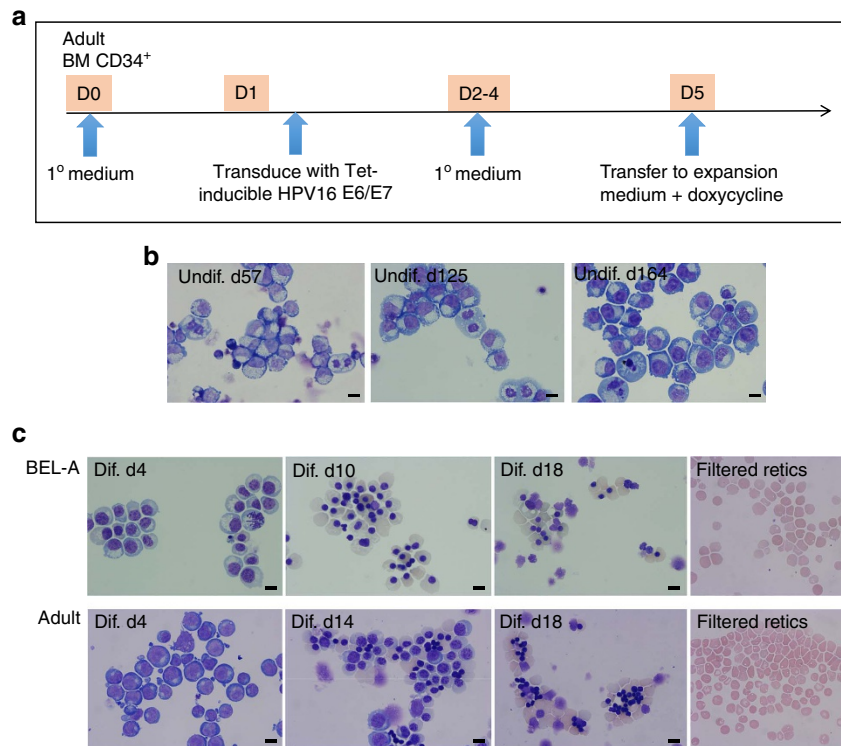 a
Adult
BM CD34⁺
D0
D1
D2-4
D5
1° medium
Transduce with Tet-
inducible HPV16 E6/E7
1° medium
Transfer to expansion
medium + doxycycline
b
Undif. d57
Undif. d125
Undif. d164
c
BEL-A
Dif. d4
Dif. d10
Dif. d18
Filtered retics
Adult
Dif. d4
Dif. d14
Dif. d18
Filtered retics